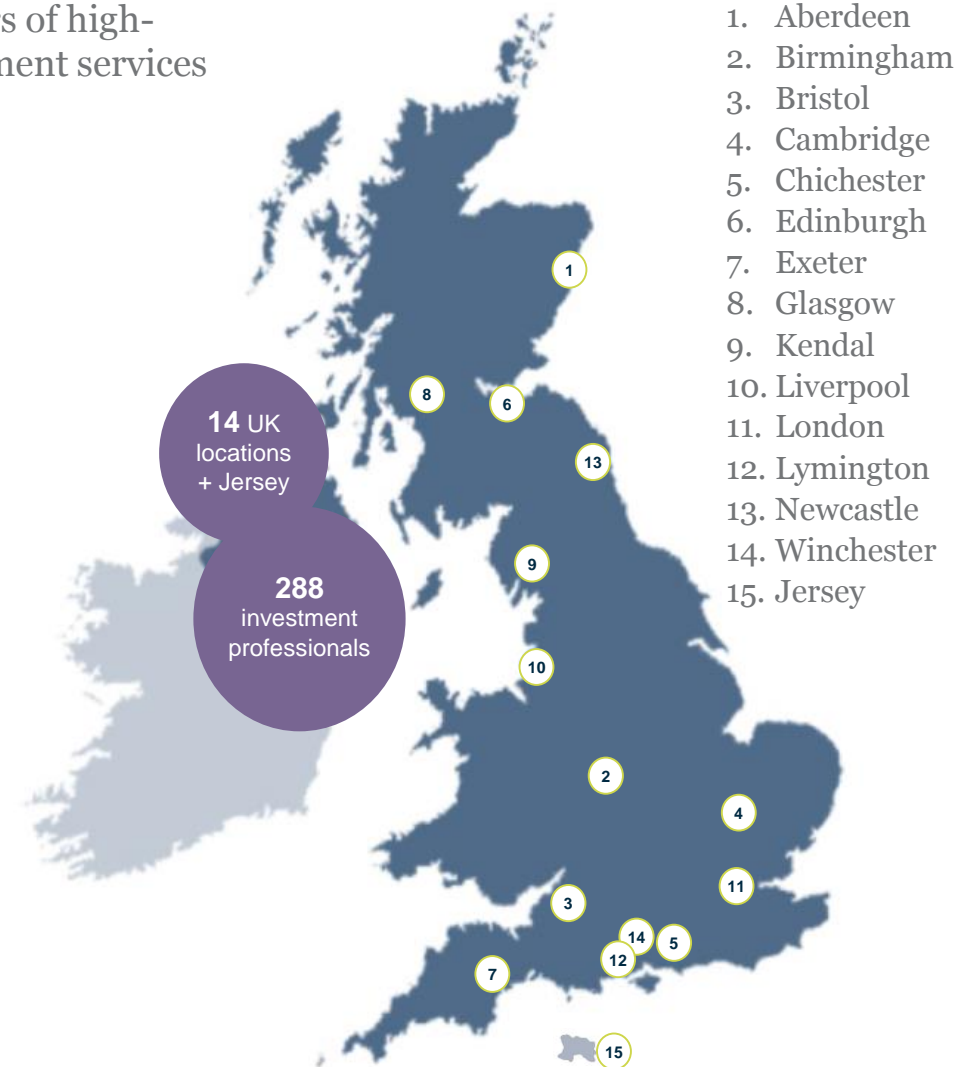 rs of high-
ment services
1. Aberdeen
2. Birmingham
3. Bristol
4. Cambridge
5. Chichester
6. Edinburgh
7. Exeter
8. Glasgow
9. Kendal
10. Liverpool
11. London
12. Lymington
13. Newcastle
14. Winchester
15. Jersey
1
8
6
14 UK
locations
+ Jersey
13
9
288
investment
professionals
10
2
4
11
3
14
5
12
7
15